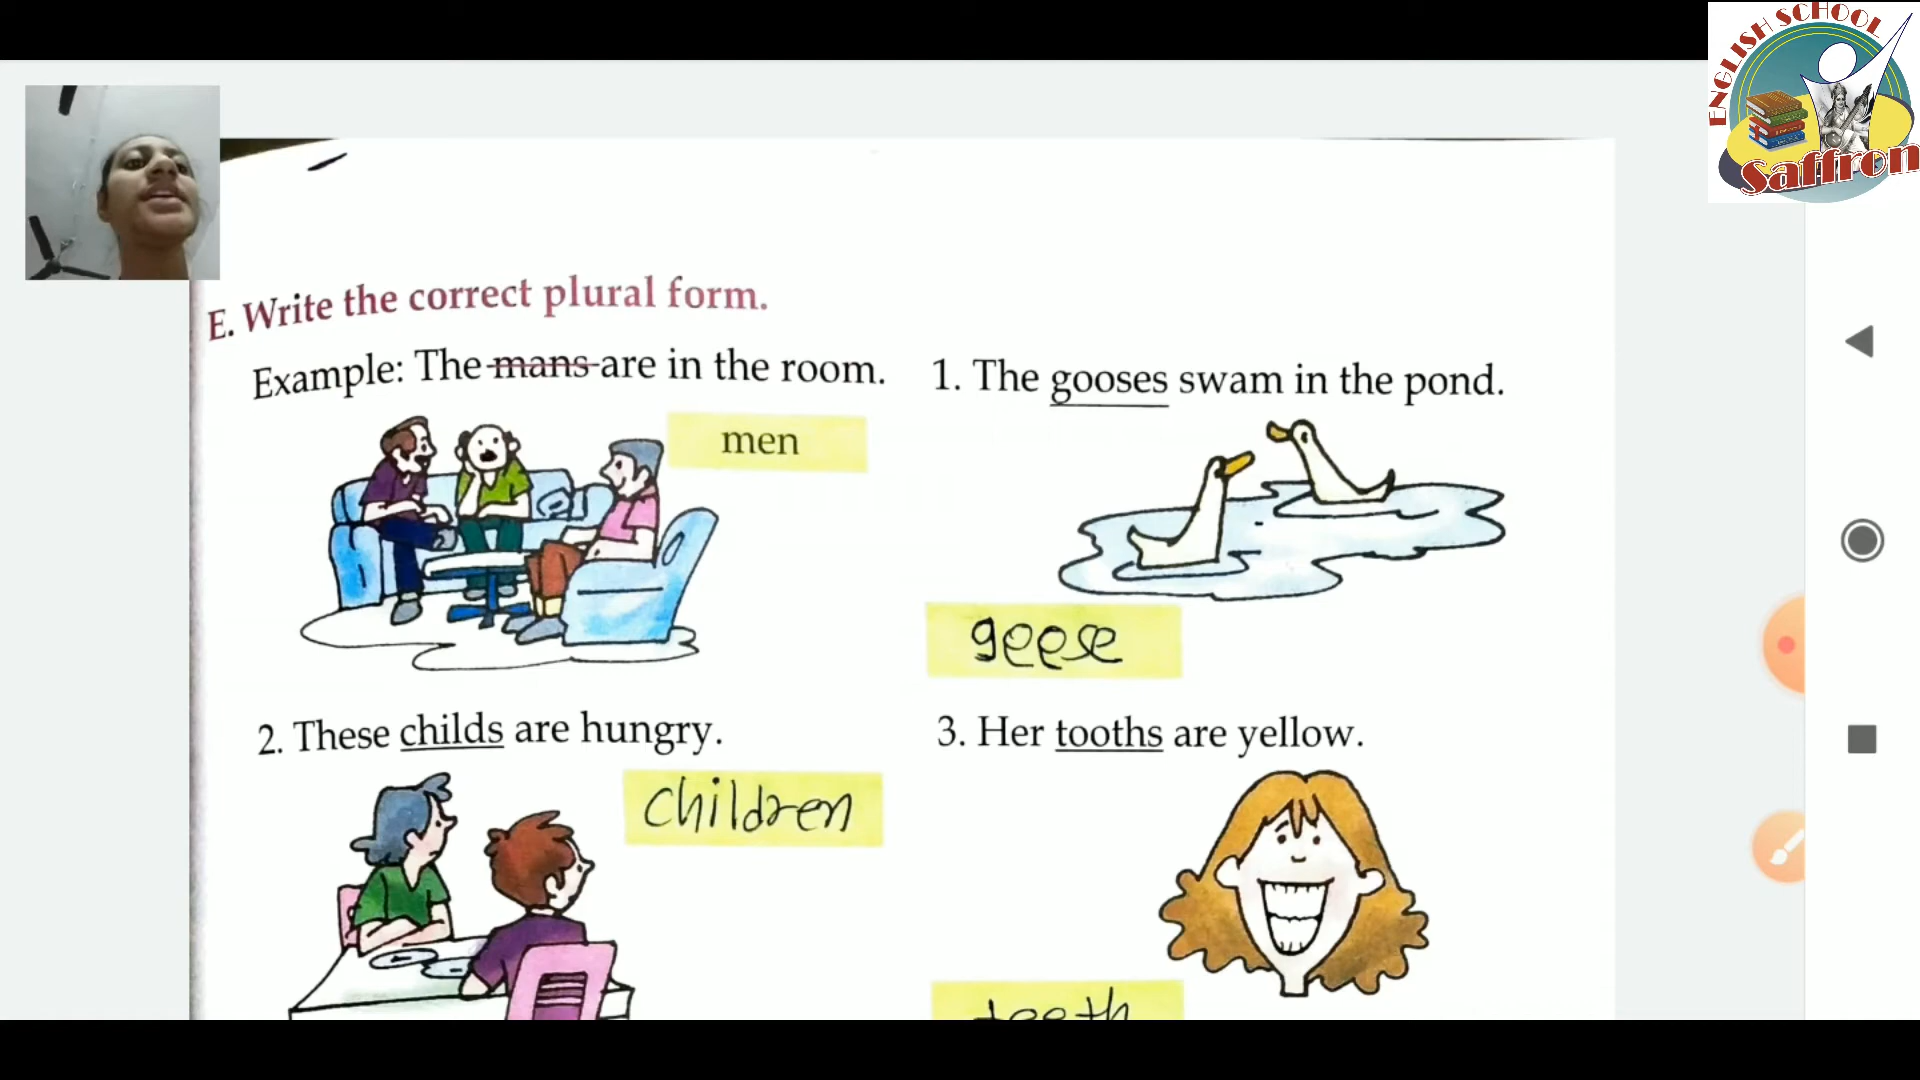 ENGLISH SCHOOL
Saffron
E. Write the correct plural form.
Example: The mans are in the room.
men
1. The gooses swam in the pond.
geese
2. These childs are hungry.
children
3. Her tooths are yellow.
teeth